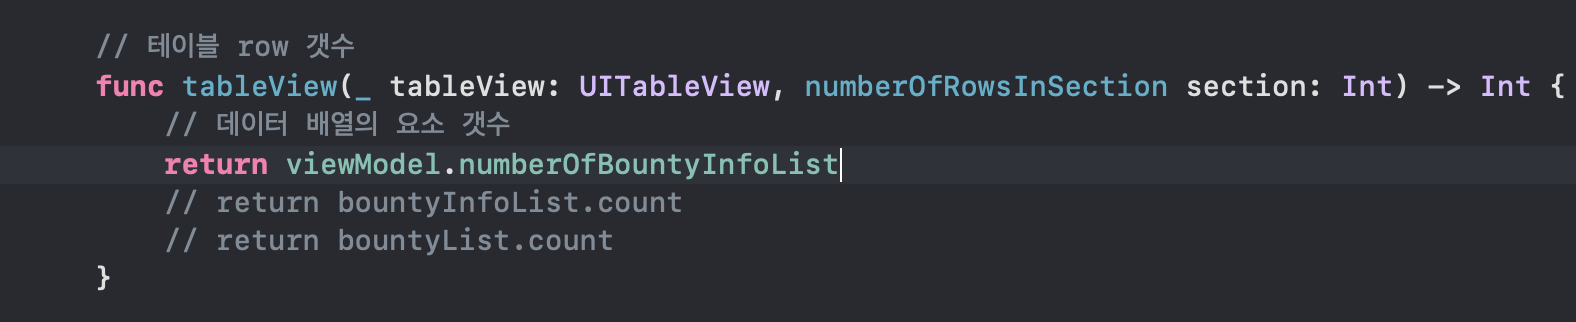 // 테이블 row 갯수
func tableView(_ tableView: UITableView, numberOfRowsInSection section: Int) -> Int {
// 데이터 배열의 요소 갯수
return viewModel.numberOfBountyInfoList
// return bountyInfoList.count
// return bountyList.count
}